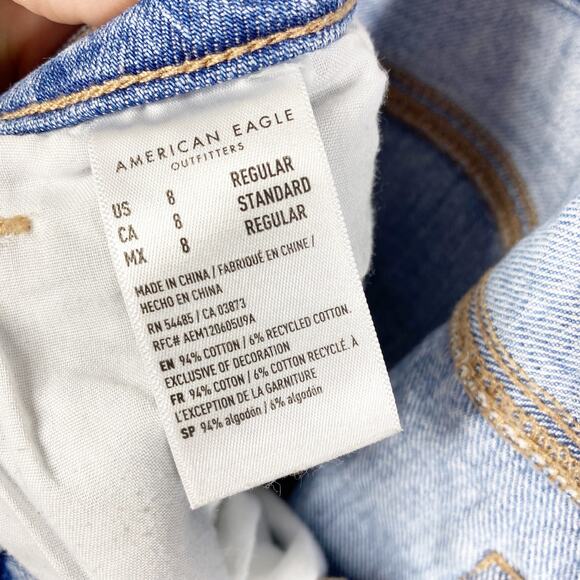 AMERICAN EAGLE
OUTFITTERS
US 8 REGULAR
CA 8 STANDARD
MX 8 REGULAR
MADE IN CHINA / FABRIQUÉ EN CHINE /
HECHO EN CHINA
RN 54485 / CA 03873
RFC# AEM120605U9A
EN 94% COTTON / 6% RECYCLED COTTON.
EXCLUSIVE OF DECORATION
FR 94% COTON / 6% COTON RECYCLÉ. À
L'EXCEPTION DE LA GARNITURE
SP 94% algodón / 6% algodón